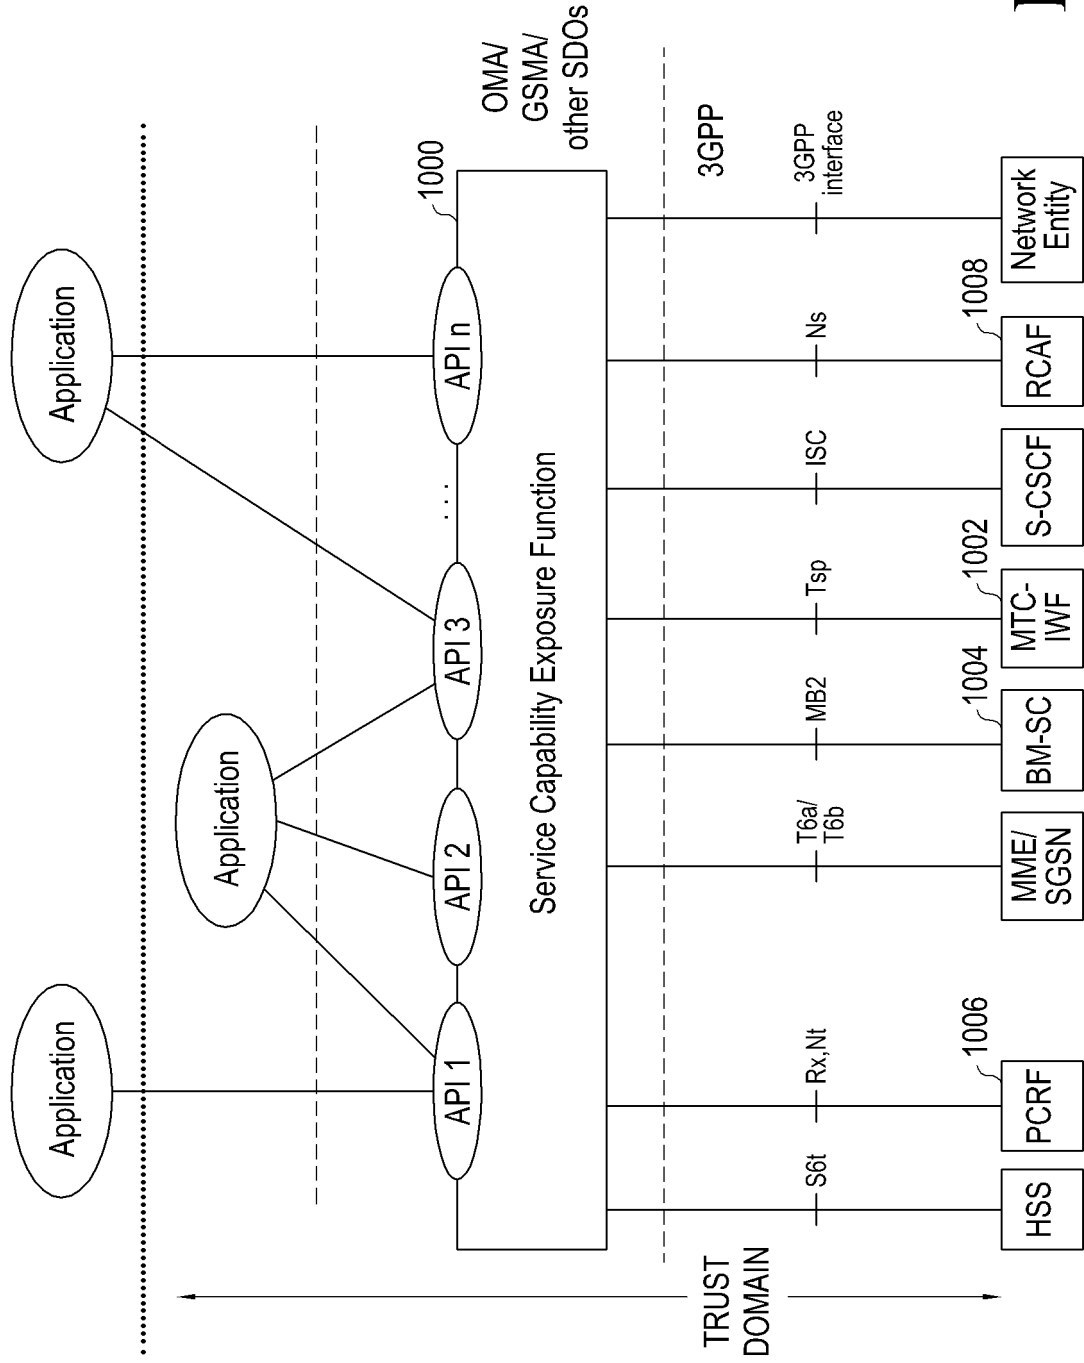 Application
Application
Application
API 1
API 2
API 3
. . .
API n
1000
Service Capability Exposure Function
OMA/
GSMA/
other SDOs
3GPP
TRUST
DOMAIN
S6t
Rx,Nt
T6a/
T6b
MB2
Tsp
ISC
Ns
3GPP
interface
HSS
PCRF
1006
MME/
SGSN
BM-SC
1004
MTC-
IWF
1002
S-CSCF
RCAF
1008
Network
Entity